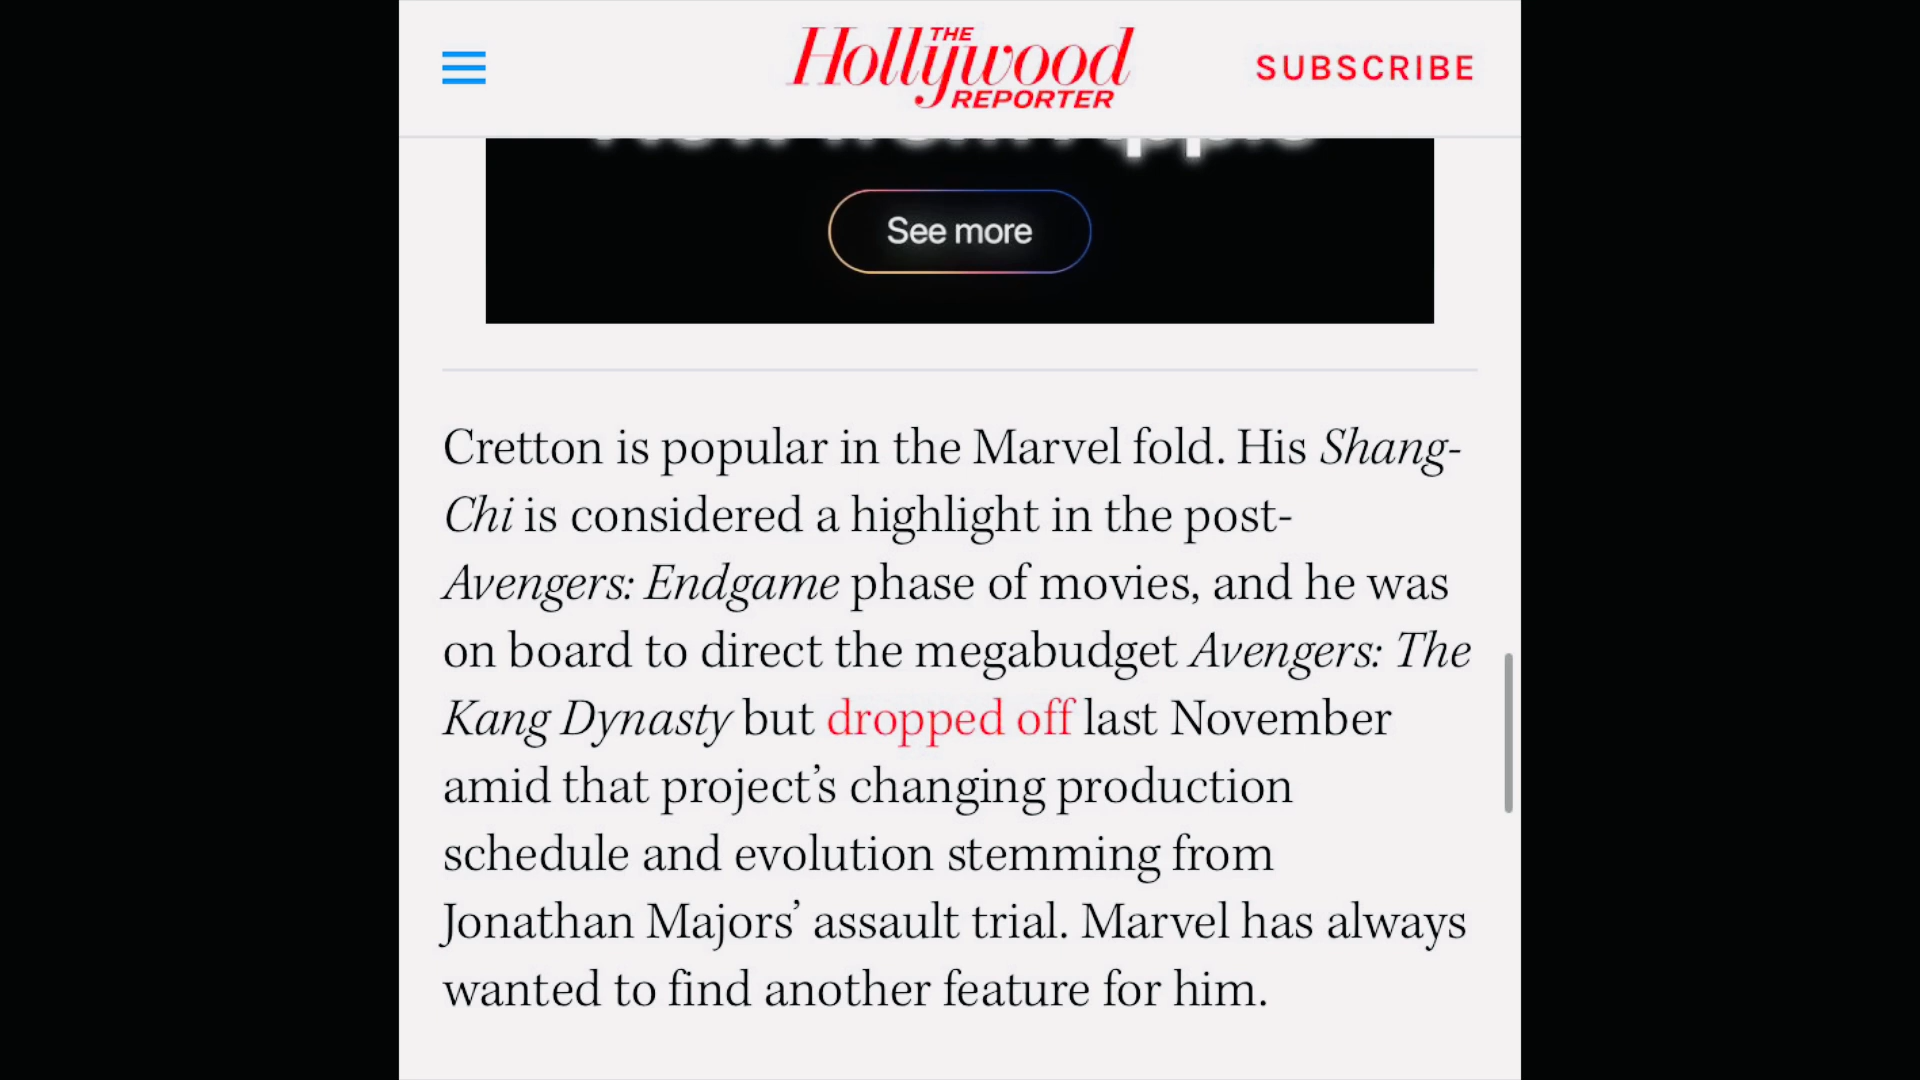 THE
Hollywood
REPORTER
SUBSCRIBE
See more
Cretton is popular in the Marvel fold. His Shang-
Chi is considered a highlight in the post-
Avengers: Endgame phase of movies, and he was
on board to direct the megabudget Avengers: The
Kang Dynasty but dropped off last November
amid that project’s changing production
schedule and evolution stemming from
Jonathan Majors’ assault trial. Marvel has always
wanted to find another feature for him.